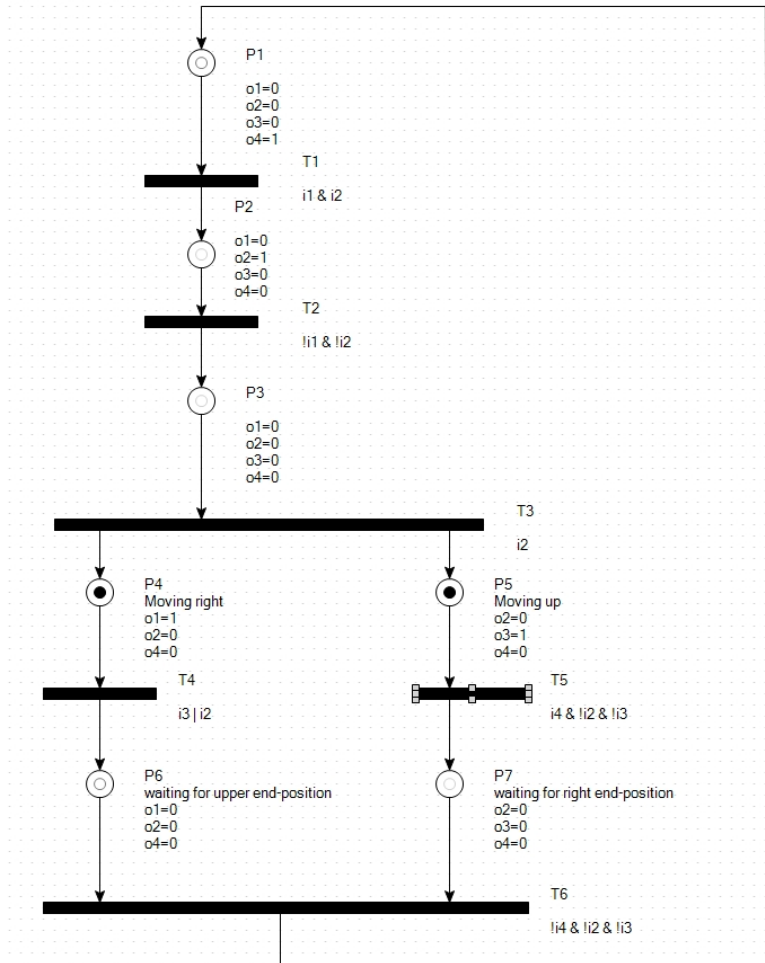 P1
o1=0
o2=0
o3=0
o4=1
T1
i1 & i2
P2
o1=0
o2=1
o3=0
o4=0
T2
!i1 & !i2
P3
o1=0
o2=0
o3=0
o4=0
T3
i2
P4
Moving right
o1=1
o2=0
o4=0
P5
Moving up
o2=0
o3=1
o4=0
T4
i3 | i2
T5
i4 & !i2 & !i3
P6
waiting for upper end-position
o1=0
o2=0
o4=0
P7
waiting for right end-position
o2=0
o3=0
o4=0
T6
!i4 & !i2 & !i3